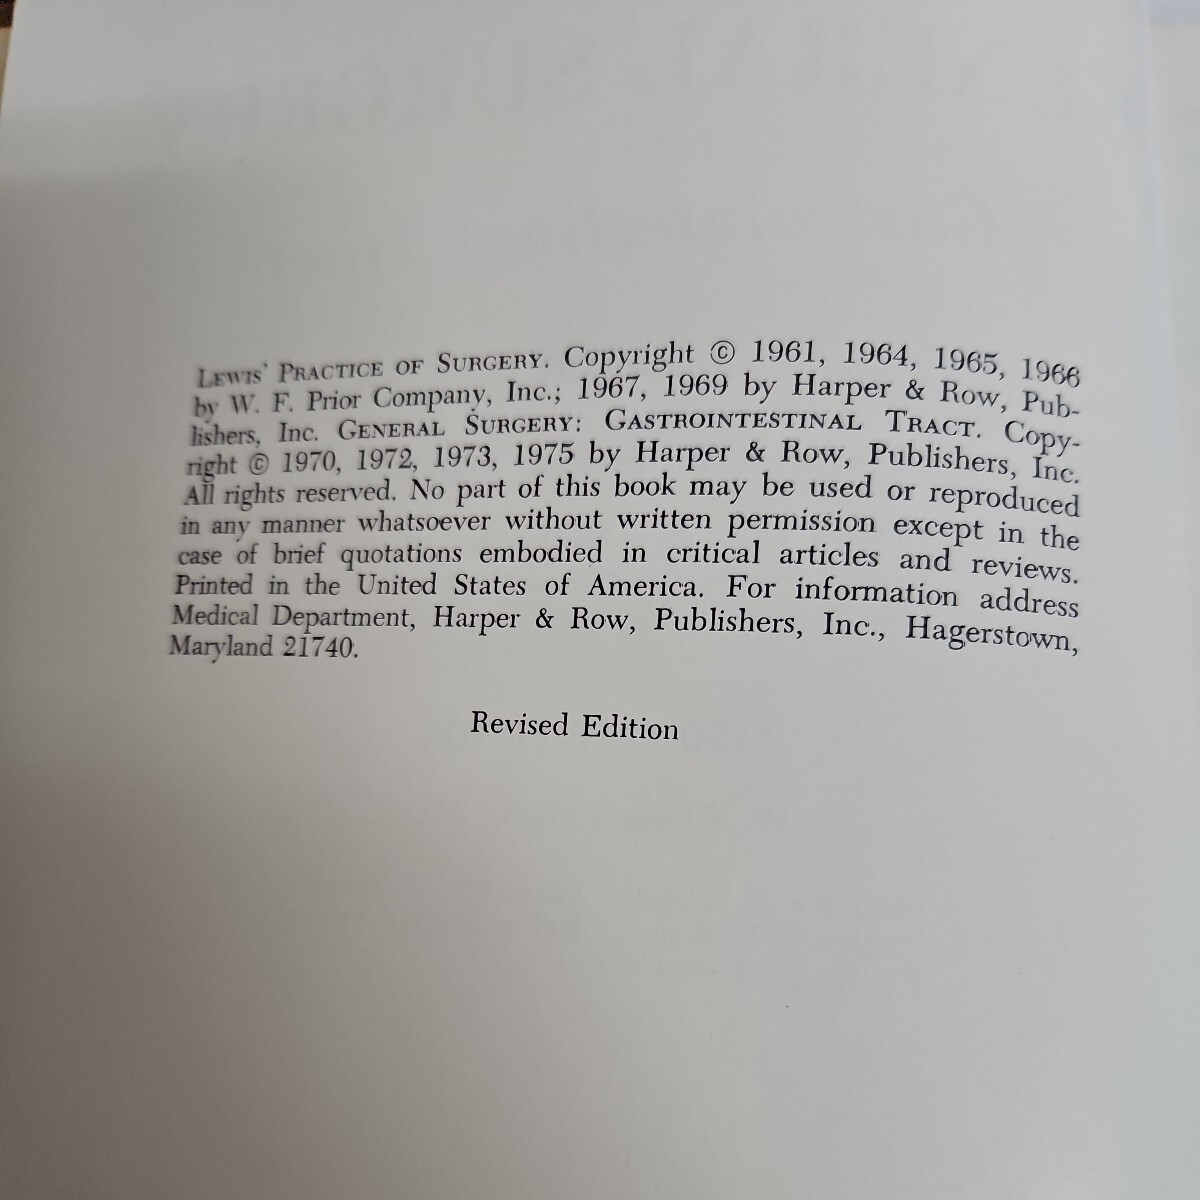 LEWIS' PRACTICE OF SURGERY. Copyright © 1961, 1964, 1965, 1966
by W. F. Prior Company, Inc.; 1967, 1969 by Harper & Row, Pub-
lishers, Inc. GENERAL SURGERY: GASTROINTESTINAL TRACT. Copy-
right © 1970, 1972, 1973, 1975 by Harper & Row, Publishers, Inc.
All rights reserved. No part of this book may be used or reproduced
in any manner whatsoever without written permission except in the
case of brief quotations embodied in critical articles and reviews.
Printed in the United States of America. For information address
Medical Department, Harper & Row, Publishers, Inc., Hagerstown,
Maryland 21740.
Revised Edition